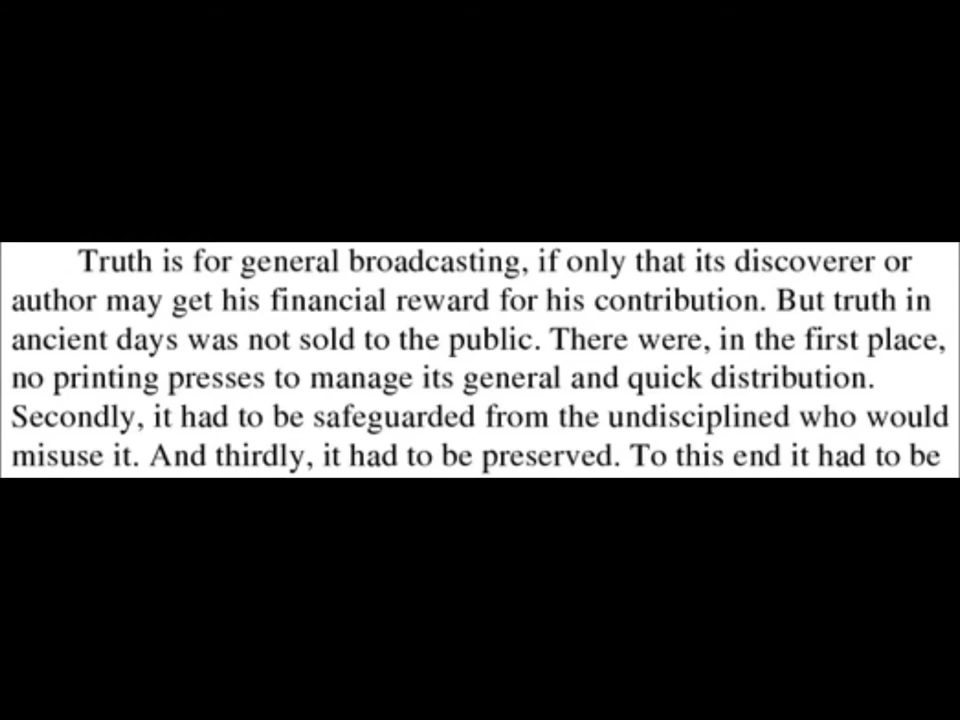 Truth is for general broadcasting, if only that its discoverer or
author may get his financial reward for his contribution. But truth in
ancient days was not sold to the public. There were, in the first place,
no printing presses to manage its general and quick distribution.
Secondly, it had to be safeguarded from the undisciplined who would
misuse it. And thirdly, it had to be preserved. To this end it had to be